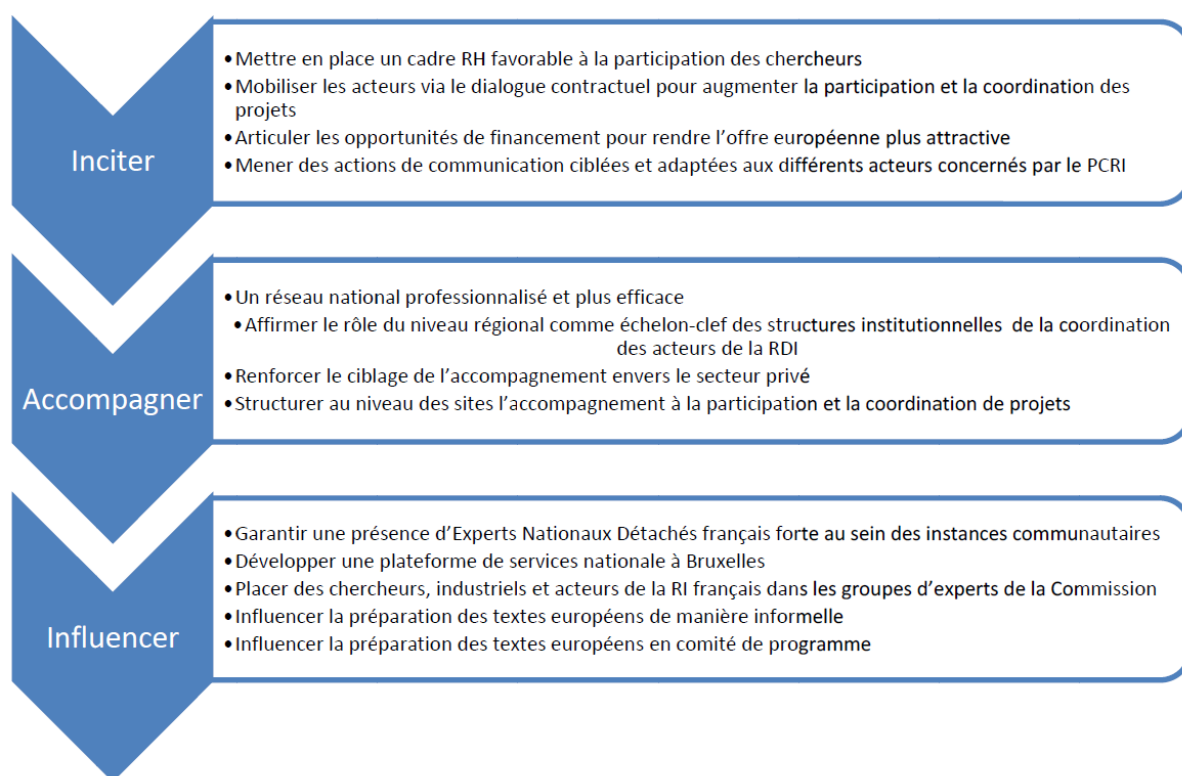 Inciter
•Mettre en place un cadre RH favorable à la participation des chercheurs
•Mobiliser les acteurs via le dialogue contractuel pour augmenter la participation et la coordination des
projets
•Articuler les opportunités de financement pour rendre l’offre européenne plus attractive
•Mener des actions de communication ciblées et adaptées aux différents acteurs concernés par le PCRI
Accompagner
•Un réseau national professionnalisé et plus efficace
•Affirmer le rôle du niveau régional comme échelon-clef des structures institutionnelles de la coordination
des acteurs de la RDI
•Renforcer le ciblage de l’accompagnement envers le secteur privé
•Structurer au niveau des sites l’accompagnement à la participation et la coordination de projets
Influencer
•Garantir une présence d’Experts Nationaux Détachés français forte au sein des instances communautaires
•Développer une plateforme de services nationale à Bruxelles
•Placer des chercheurs, industriels et acteurs de la RI français dans les groupes d’experts de la Commission
•Influencer la préparation des textes européens de manière informelle
•Influencer la préparation des textes européens en comité de programme